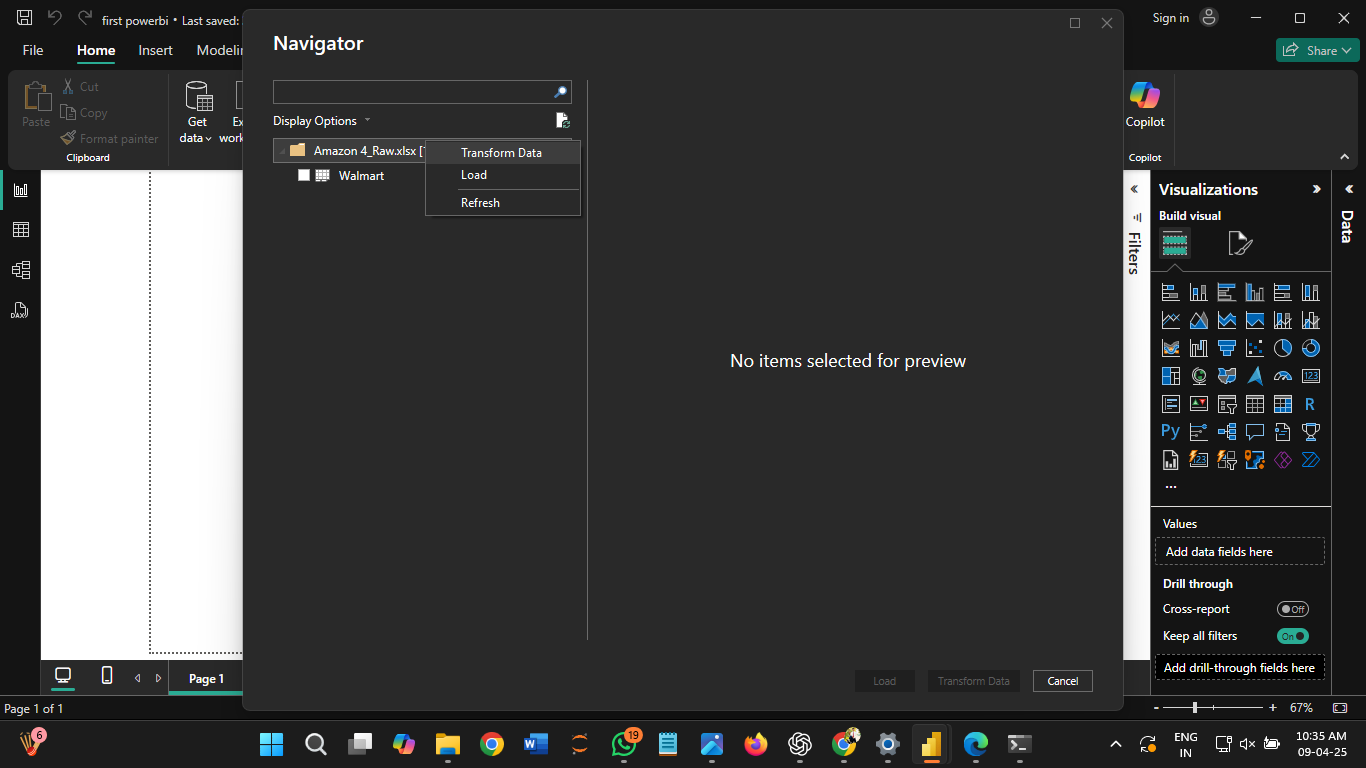 first powerbi • Last saved:
Sign in
File
Home
Insert
Share
Paste
Cut
Copy
Format painter
Clipboard
Get
data
Copilot
Copilot
Navigator
Display Options
Amazon 4_Raw.xlsx [
Walmart
Transform Data
Load
Refresh
No items selected for preview
Load
Transform Data
Cancel
Filters
Visualizations
Build visual
123
R
Py
123
...
Values
Add data fields here
Drill through
Cross-report
Off
Keep all filters
On
Add drill-through fields here
Data
DAX
Page 1
Page 1 of 1
- + 67%
6
19
ENG
IN
10:35 AM
09-04-25